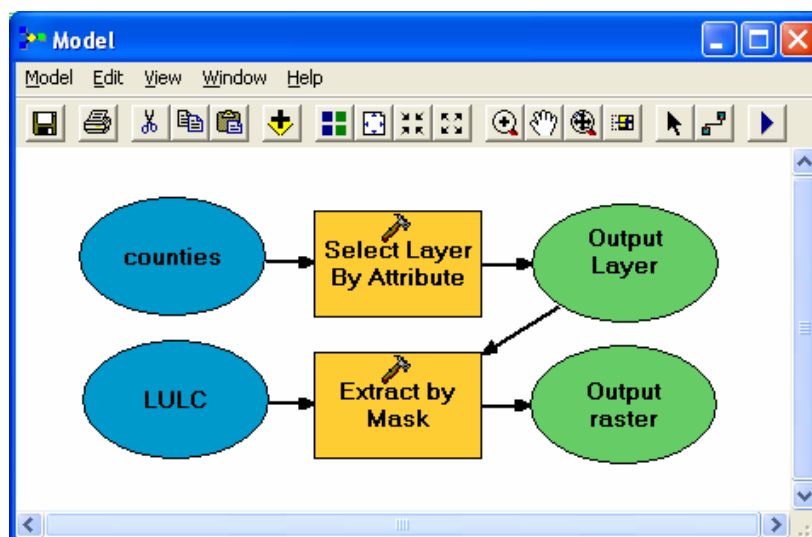 Model
Model Edit View Window Help
counties
Select Layer
By Attribute
Output
Layer
LULC
Extract by
Mask
Output
raster